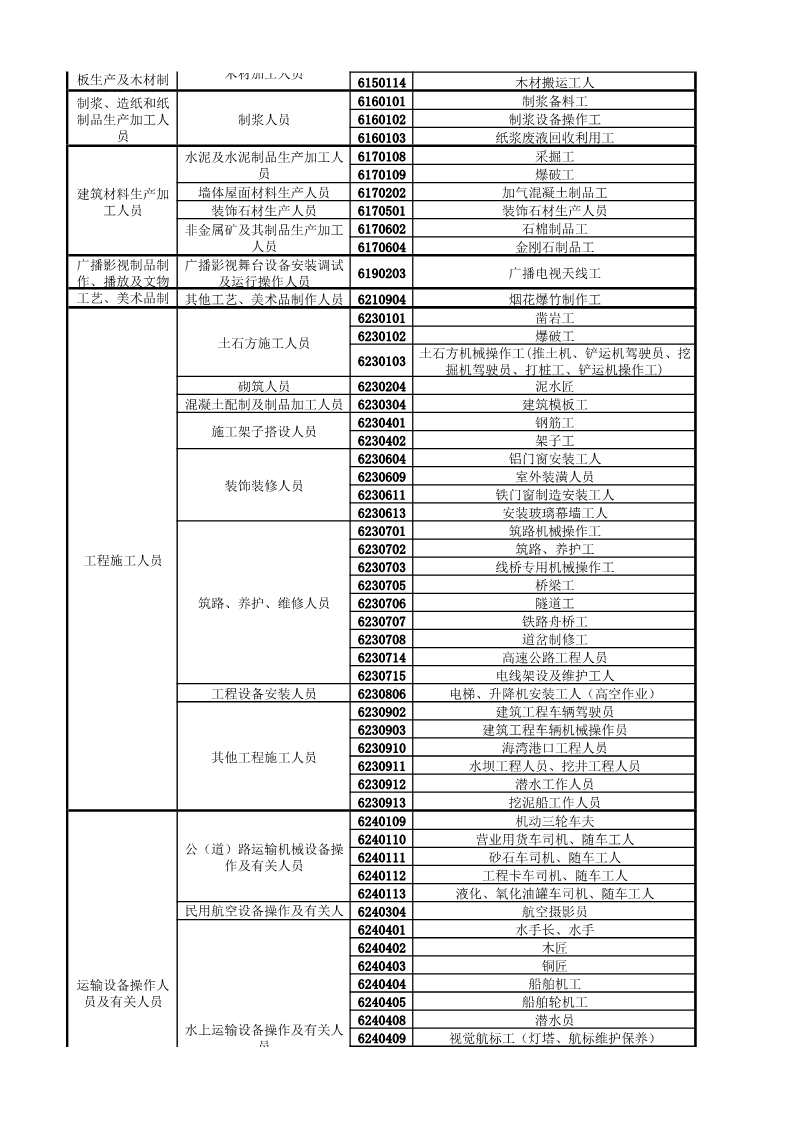 板生产及木材制
木材加工人员
6150114 木材搬运工人
制浆、造纸和纸
制品生产加工人
员
制浆人员
6160101 制浆备料工
6160102 制浆设备操作工
6160103 纸浆废液回收利用工
建筑材料生产加
工人员
水泥及水泥制品生产加工人
员
6170108 采掘工
6170109 爆破工
墙体屋面材料生产人员 6170202 加气混凝土制品工
装饰石材生产人员 6170501 装饰石材生产人员
非金属矿及其制品生产加工
人员
6170602 石棉制品工
6170604 金刚石制品工
广播影视制品制
作、播放及文物
广播影视舞台设备安装调试
及运行操作人员
6190203 广播电视天线工
工艺、美术品制 其他工艺、美术品制作人员 6210904 烟花爆竹制作工
工程施工人员
土石方施工人员
6230101 凿岩工
6230102 爆破工
6230103 土石方机械操作工(推土机、铲运机驾驶员、挖
掘机驾驶员、打桩工、铲运机操作工)
砌筑人员 6230204 泥水匠
混凝土配制及制品加工人员 6230304 建筑模板工
施工架子搭设人员
6230401 钢筋工
6230402 架子工
装饰装修人员
6230604 铝门窗安装工人
6230609 室外装潢人员
6230611 铁门窗制造安装工人
6230613 安装玻璃幕墙工人
筑路、养护、维修人员
6230701 筑路机械操作工
6230702 筑路、养护工
6230703 线桥专用机械操作工
6230705 桥梁工
6230706 隧道工
6230707 铁路舟桥工
6230708 道岔制修工
6230714 高速公路工程人员
6230715 电线架设及维护工人
工程设备安装人员 6230806 电梯、升降机安装工人（高空作业）
其他工程施工人员
6230902 建筑工程车辆驾驶员
6230903 建筑工程车辆机械操作员
6230910 海湾港口工程人员
6230911 水坝工程人员、挖井工程人员
6230912 潜水工作人员
6230913 挖泥船工作人员
运输设备操作人
员及有关人员
公（道）路运输机械设备操
作及有关人员
6240109 机动三轮车夫
6240110 营业用货车司机、随车工人
6240111 砂石车司机、随车工人
6240112 工程卡车司机、随车工人
6240113 液化、氧化油罐车司机、随车工人
民用航空设备操作及有关人 6240304 航空摄影员
水上运输设备操作及有关人
员
6240401 水手长、水手
6240402 木匠
6240403 铜匠
6240404 船舶机工
6240405 船舶轮机工
6240408 潜水员
6240409 视觉航标工（灯塔、航标维护保养）